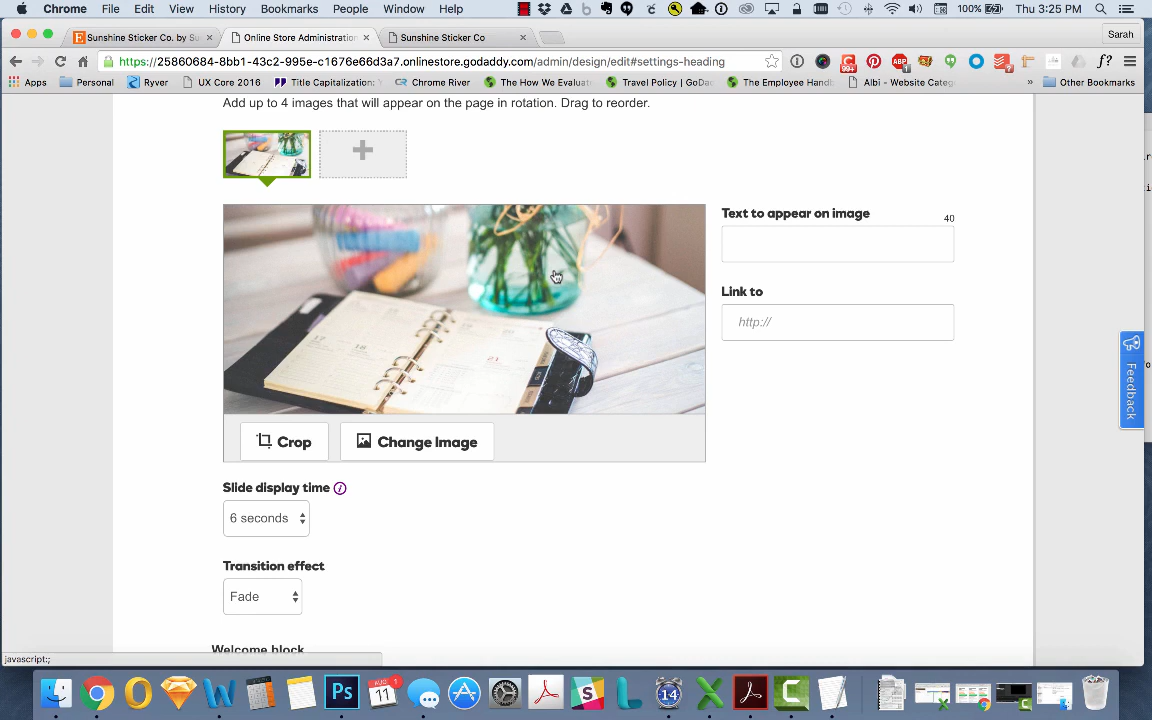 Chrome File Edit View History Bookmarks People Window Help 100% Thu 3:25 PM
Sunshine Sticker Co. by Su × Online Store Administration × Sunshine Sticker Co × Sarah
https://25860684-8bb1-43c2-995e-c1676e66d3a7.onlinestore.godaddy.com/admin/design/edit#settings-heading
Apps Personal Ryver UX Core 2016 Title Capitalization: Chrome River The How We Evaluat Travel Policy | GoDa The Employee Handb Albi - Website Categ » Other Bookmarks
Add up to 4 images that will appear on the page in rotation. Drag to reorder.
Text to appear on image 40
Link to
http://
Crop Change Image
Slide display time i
6 seconds
Transition effect
Fade
Welcome block
javascript:;
Feedback